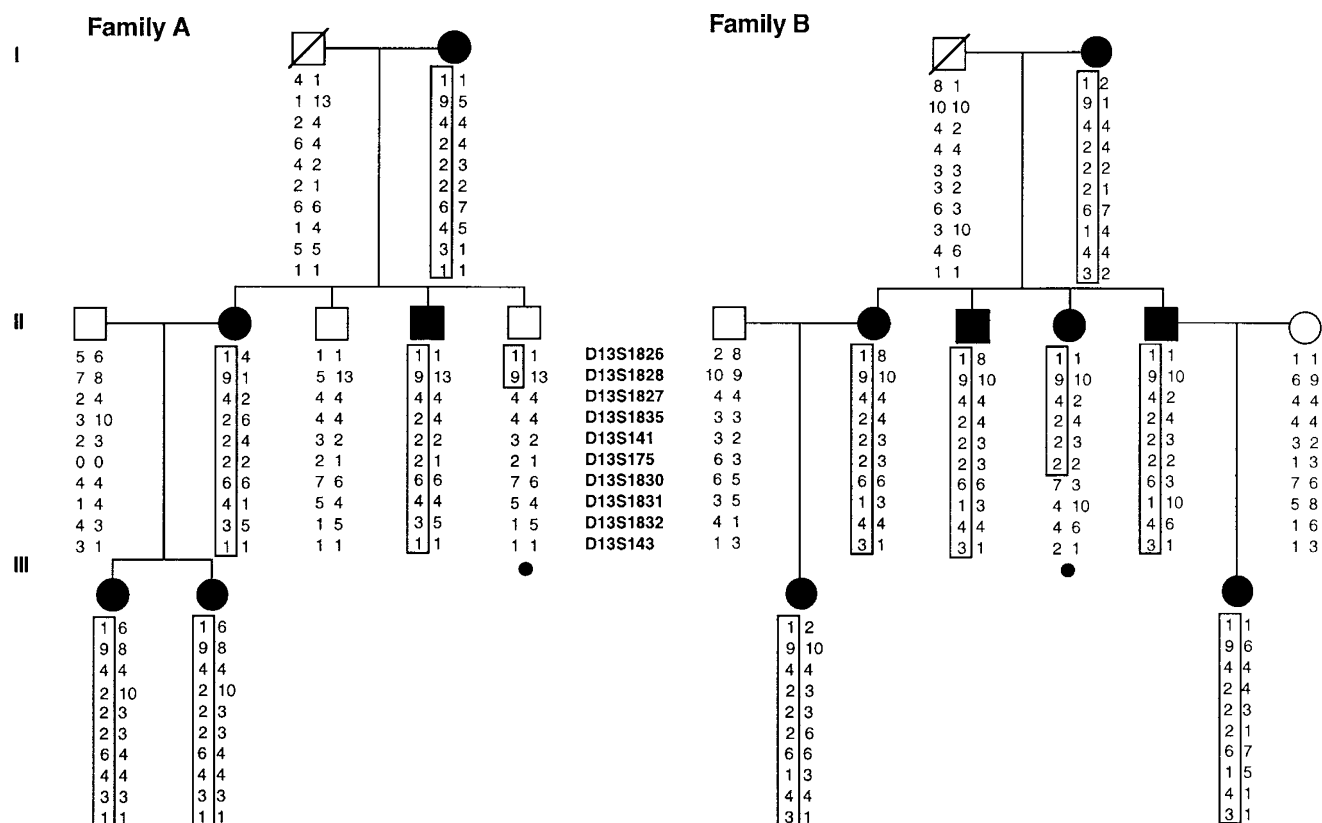 Family A
Family B
I
4 1 1 1 8 1 1 2
1 13 9 5 10 10 9 1
2 4 4 4 4 2 4 4
6 4 2 4 4 4 2 4
4 2 2 3 3 3 2 2
2 1 2 2 3 2 2 1
6 6 6 7 6 3 6 7
1 4 4 5 3 10 1 4
5 5 3 1 4 6 4 4
1 1 1 1 1 1 3 2
II
5 6 1 4 1 1 1 1 1 1 D13S1826 2 8 1 8 1 8 1 1 1 1 1 1
7 8 9 1 5 13 9 13 9 13 D13S1828 10 9 9 10 9 10 9 10 9 10 6 9
2 4 4 2 4 4 4 4 4 4 D13S1827 4 4 4 4 4 4 4 2 4 2 4 4
3 10 2 6 4 4 2 4 4 4 D13S1835 3 3 2 4 2 4 2 4 2 4 4 4
2 3 2 4 3 2 2 2 3 2 D13S141 3 2 2 3 2 3 2 3 2 3 3 2
0 0 2 2 2 1 2 1 2 1 D13S175 6 3 2 3 2 3 2 2 2 2 1 3
4 4 6 6 7 6 6 6 7 6 D13S1830 6 5 6 6 6 6 7 3 6 3 7 6
1 4 4 1 5 4 4 4 5 4 D13S1831 3 5 1 3 1 3 4 10 1 10 5 8
4 3 3 5 1 5 3 5 1 5 D13S1832 4 1 4 4 4 4 4 6 4 6 1 6
3 1 1 1 1 1 1 1 1 1 D13S143 1 3 3 1 3 1 2 1 3 1 1 3
III
1 6 1 6 1 2 1 1
9 8 9 8 9 10 9 6
4 4 4 4 4 4 4 4
2 10 2 10 2 3 2 4
2 3 2 3 2 3 2 3
2 3 2 3 2 6 2 1
6 4 6 4 6 6 6 7
4 4 4 4 1 3 1 5
3 3 3 3 4 4 4 1
1 1 1 1 3 1 3 1